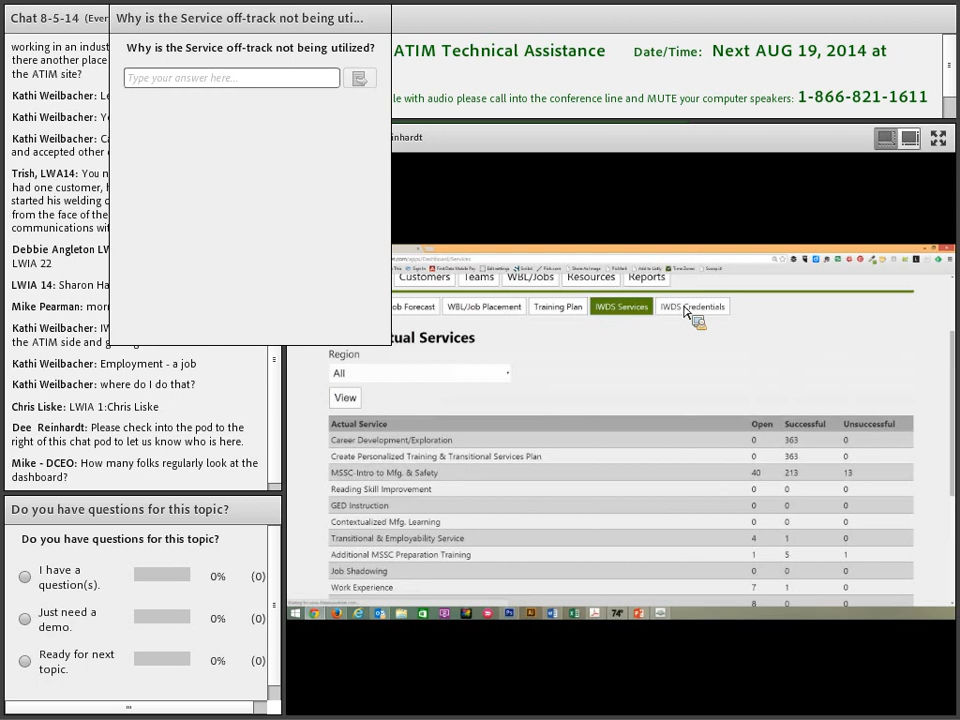 Chat 8-5-14
working in an indust
there another place
the ATIM site?
Kathi Weilbacher: Le
Kathi Weilbacher:
Kathi Weilbacher:
and accepted other
Trish, LWA14: You n
had one customer,
started his welding
from the face of the
communications wit
Debbie Angleton LW
LWIA 22
LWIA 14: Sharon Ha
Mike Pearman: mor
Kathi Weilbacher: IW
the ATIM side and
Kathi Weilbacher: Employment - a job
Kathi Weilbacher: where do I do that?
Chris Liske: LWIA 1:Chris Liske
Dee Reinhardt: Please check into the pod to the
right of this chat pod to let us know who is here.
Mike - DCEO: How many folks regularly look at the
dashboard?
Why is the Service off-track not being uti...
Why is the Service off-track not being utilized?
Type your answer here...
ATIM Technical Assistance Date/Time: Next AUG 19, 2014 at
le with audio please call into the conference line and MUTE your computer speakers: 1-866-821-1611
inhardt
Customers Teams WBL/Jobs Resources Reports
ob Forecast WBL/Job Placement Training Plan IWDS Services IWDS Credentials
tual Services
Region
All
View
Actual Service Open Successful Unsuccessful
Career Development/Exploration 0 363 0
Create Personalized Training & Transitional Services Plan 0 363 0
MSSC-Intro to Mfg. & Safety 40 213 13
Reading Skill Improvement 0 0 0
GED Instruction 0 0 0
Contextualized Mfg. Learning 0 0 0
Transitional & Employability Service 4 1 0
Additional MSSC Preparation Training 1 5 1
Job Shadowing 0 0 0
Work Experience 7 1 0
8 0 0
74°
Do you have questions for this topic?
Do you have questions for this topic?
I have a
question(s). 0% (0)
Just need a
demo. 0% (0)
Ready for next
topic. 0% (0)